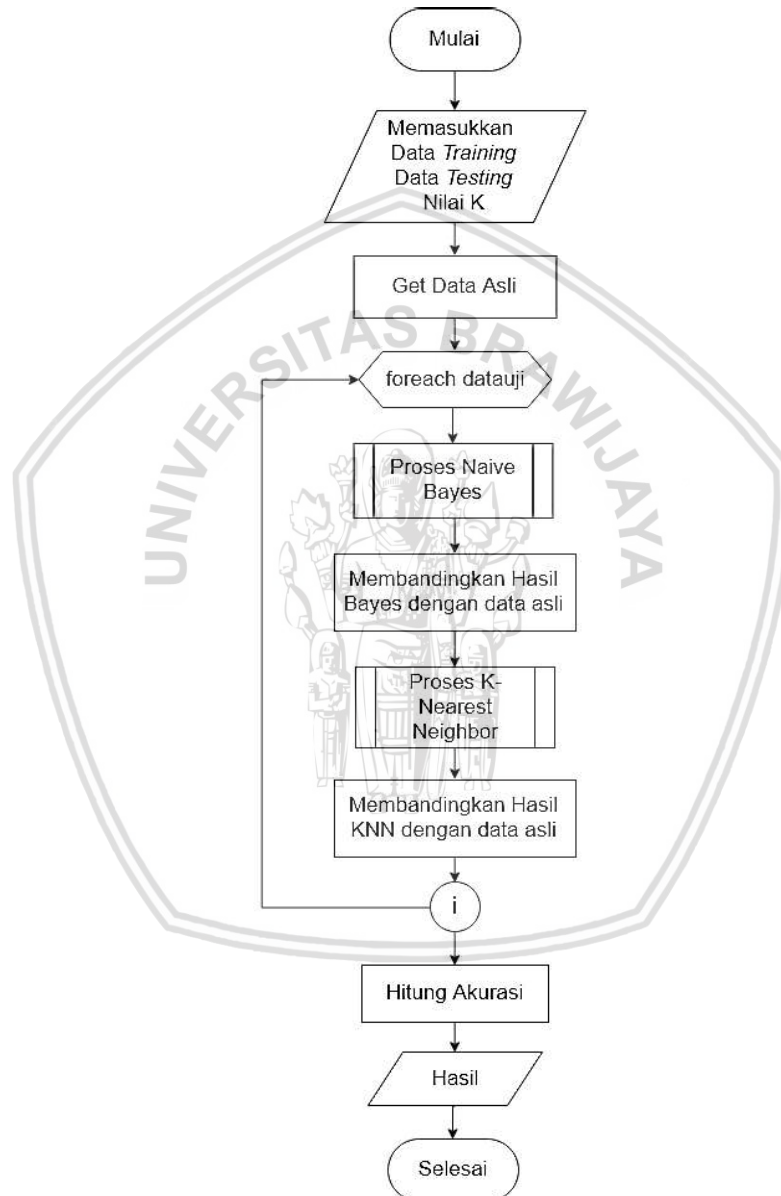 Mulai
Memasukkan
Data Training
Data Testing
Nilai K
Get Data Asli
UNIVERSITAS BRAWIJAYA
foreach datauji
Proses Naive
Bayes
Membandingkan Hasil
Bayes dengan data asli
Proses K-
Nearest
Neighbor
Membandingkan Hasil
KNN dengan data asli
i
Hitung Akurasi
Hasil
Selesai